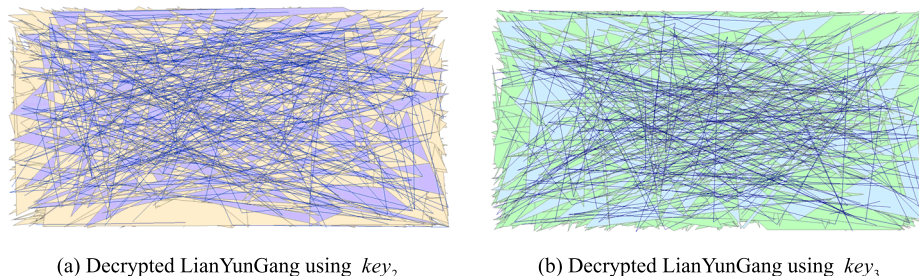 (a) Decrypted LianYunGang using key₂
(b) Decrypted LianYunGang using key₃